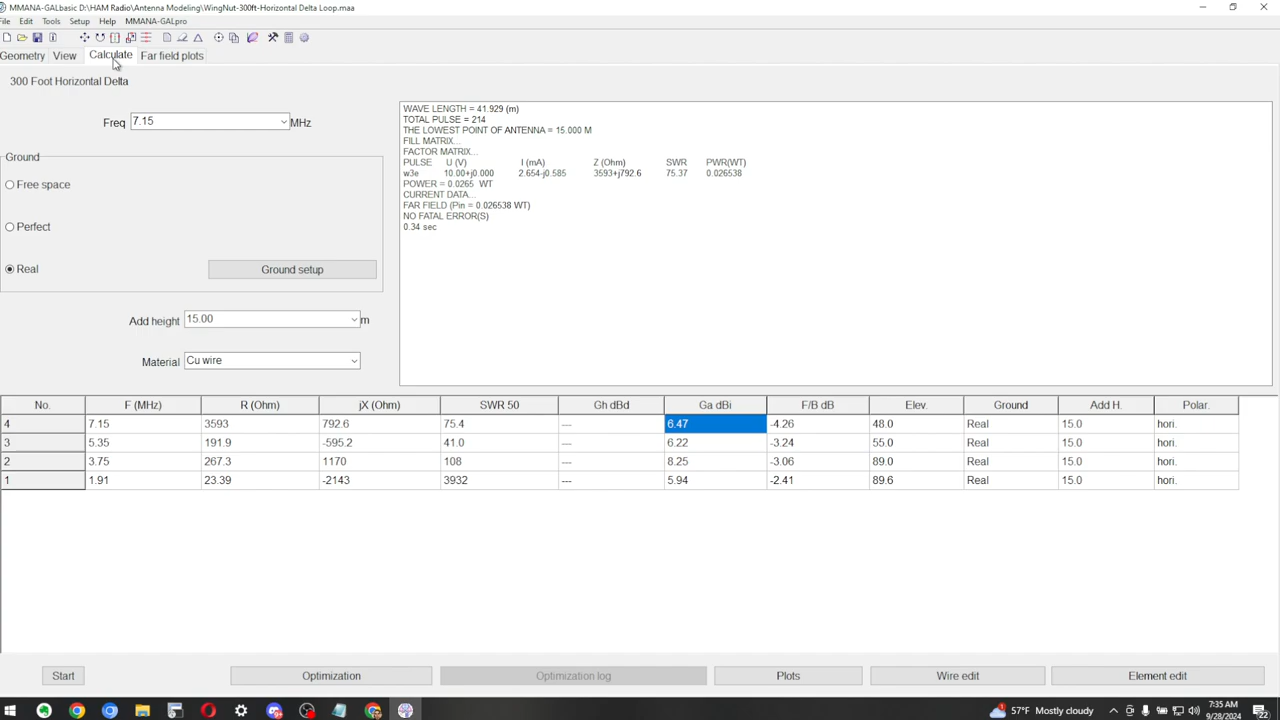 MMANA-GALbasic D:\HAM Radio\Antenna Modeling\WingNut-300ft-Horizontal Delta Loop.maa
File Edit Tools Setup Help MMANA-GALpro
Geometry View Calculate Far field plots
300 Foot Horizontal Delta
Freq 7.15 MHz
Ground
Free space
Perfect
Real Ground setup
Add height 15.00 m
Material Cu wire
WAVE LENGTH = 41.929 (m)
TOTAL PULSE = 214
THE LOWEST POINT OF ANTENNA = 15.000 M
FILL MATRIX...
FACTOR MATRIX...
PULSE U (V) I (mA) Z (Ohm) SWR PWR(WT)
w3e 10.00+j0.000 2.654-j0.585 3593+j792.6 75.37 0.026538
POWER = 0.0265 WT
CURRENT DATA...
FAR FIELD (Pin = 0.026538 WT)
NO FATAL ERROR(S)
0.34 sec
No. F (MHz) R (Ohm) jX (Ohm) SWR 50 Gh dBd Ga dBi F/B dB Elev. Ground Add H. Polar.
4 7.15 3593 792.6 75.4 --- 6.47 -4.26 48.0 Real 15.0 hori.
3 5.35 191.9 -595.2 41.0 --- 6.22 -3.24 55.0 Real 15.0 hori.
2 3.75 267.3 1170 108 --- 8.25 -3.06 89.0 Real 15.0 hori.
1 1.91 23.39 -2143 3932 --- 5.94 -2.41 89.6 Real 15.0 hori.
Start Optimization Optimization log Plots Wire edit Element edit
57°F Mostly cloudy 7:35 AM
9/28/2024 22